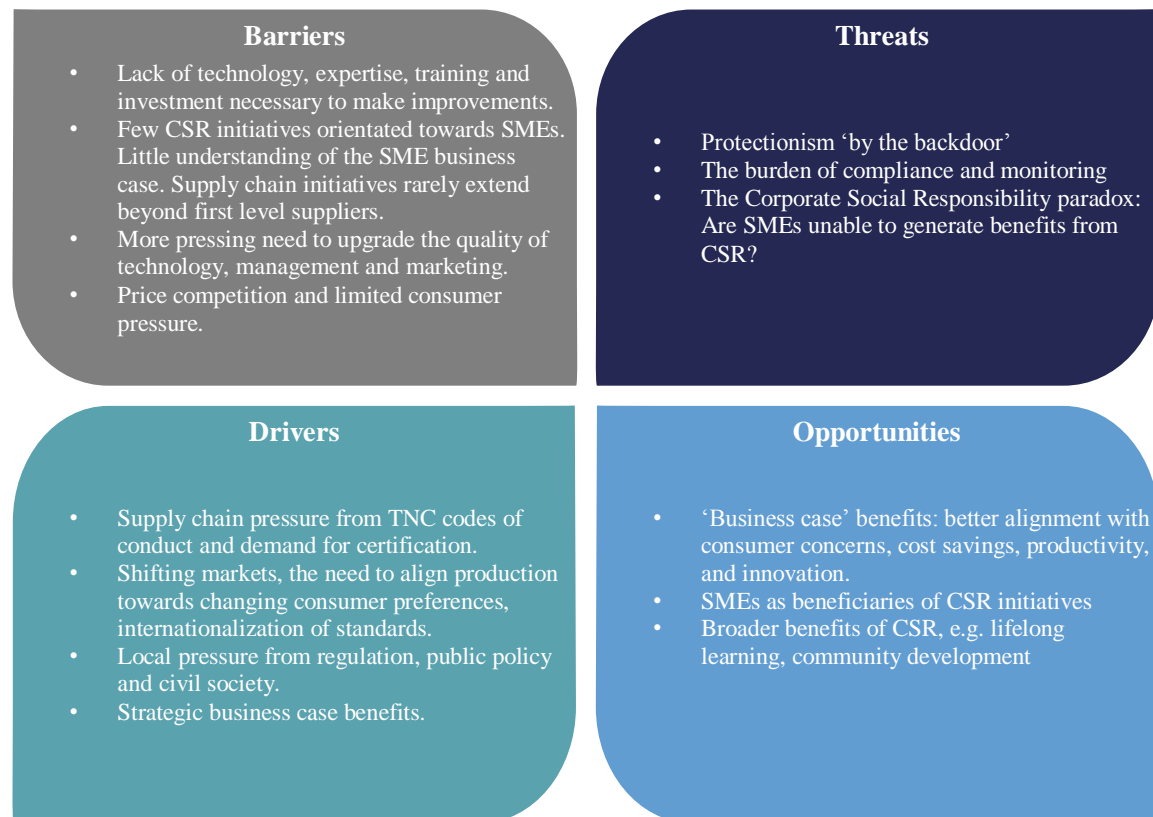 Barriers
• Lack of technology, expertise, training and
investment necessary to make improvements.
• Few CSR initiatives orientated towards SMEs.
Little understanding of the SME business
case. Supply chain initiatives rarely extend
beyond first level suppliers.
• More pressing need to upgrade the quality of
technology, management and marketing.
• Price competition and limited consumer
pressure.
Threats
• Protectionism ‘by the backdoor’
• The burden of compliance and monitoring
• The Corporate Social Responsibility paradox:
Are SMEs unable to generate benefits from
CSR?
Drivers
• Supply chain pressure from TNC codes of
conduct and demand for certification.
• Shifting markets, the need to align production
towards changing consumer preferences,
internationalization of standards.
• Local pressure from regulation, public policy
and civil society.
• Strategic business case benefits.
Opportunities
• ‘Business case’ benefits: better alignment with
consumer concerns, cost savings, productivity,
and innovation.
• SMEs as beneficiaries of CSR initiatives
• Broader benefits of CSR, e.g. lifelong
learning, community development